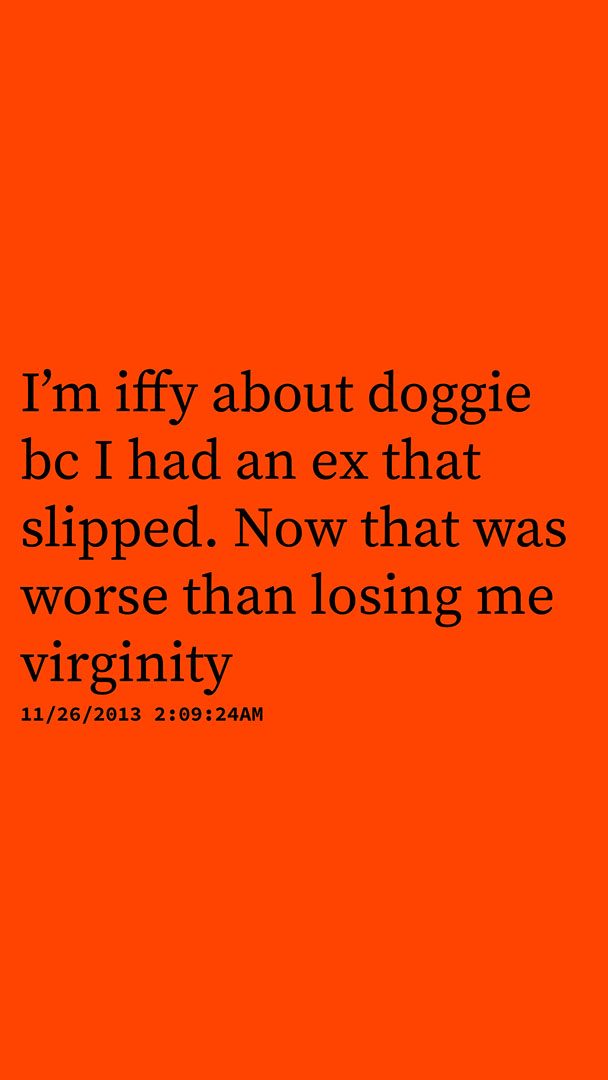 I’m iffy about doggie
bc I had an ex that
slipped. Now that was
worse than losing me
virginity
11/26/2013 2:09:24AM